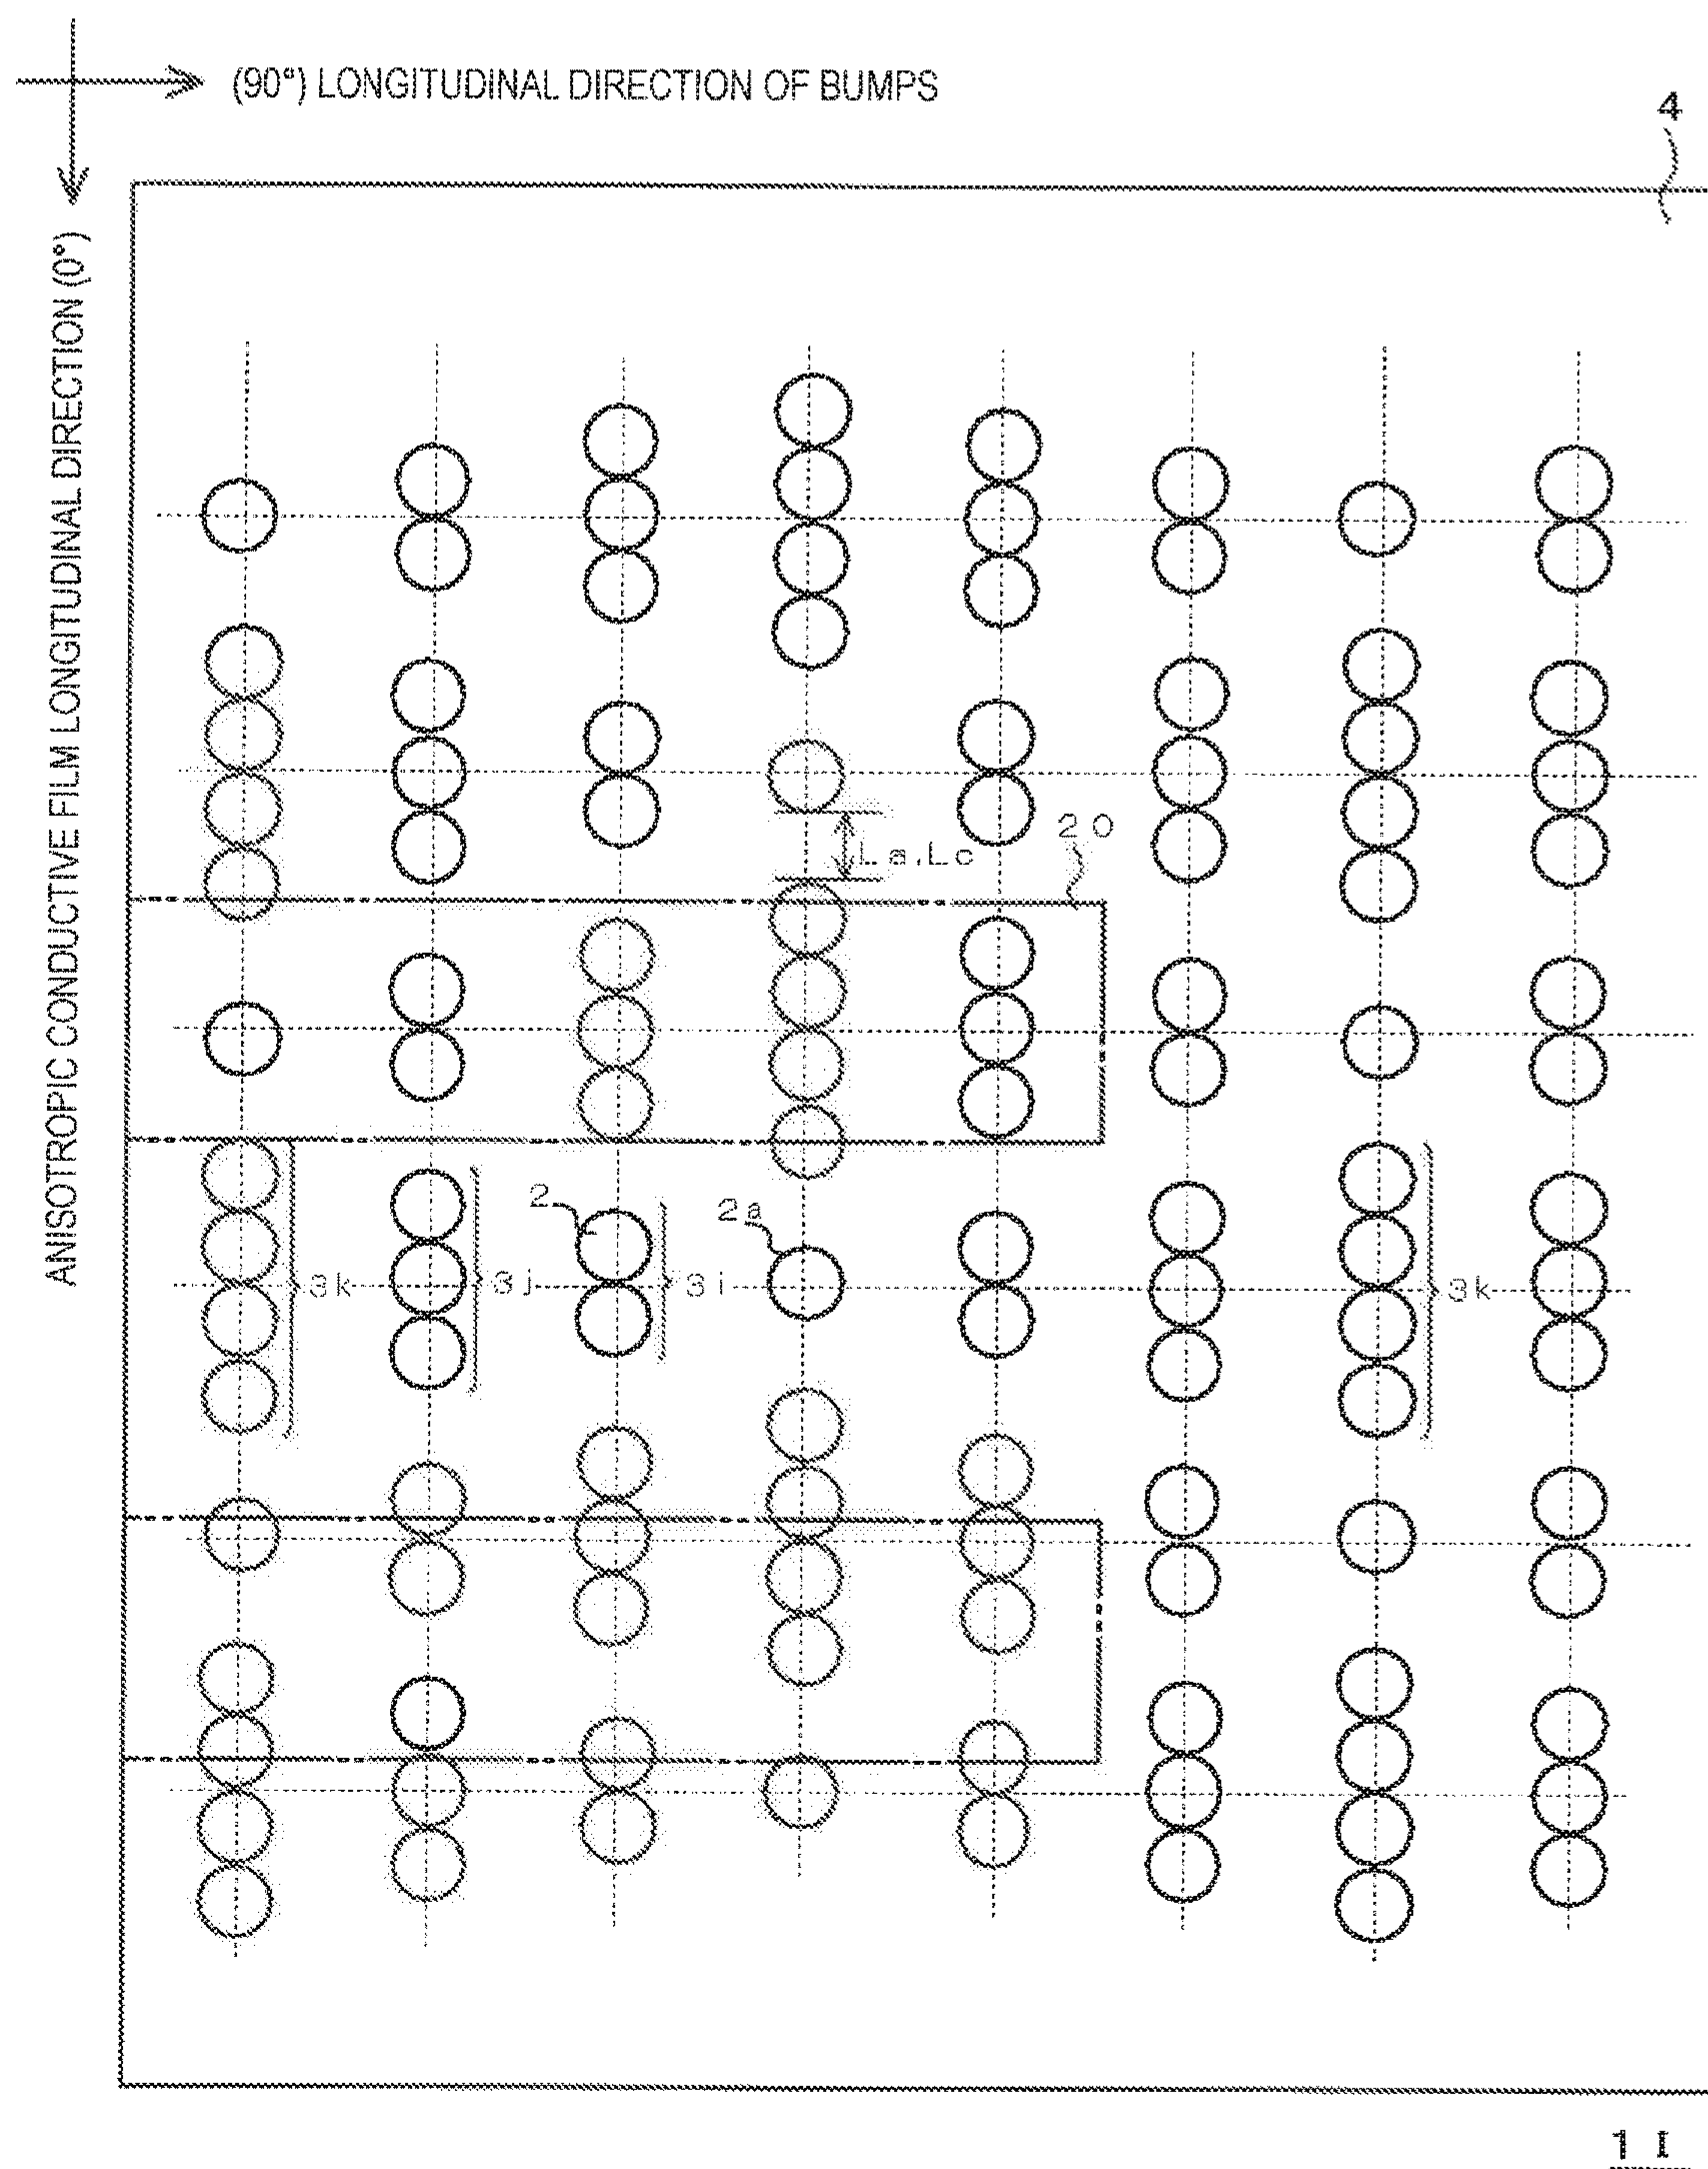 (90°) LONGITUDINAL DIRECTION OF BUMPS
4
ANISOTROPIC CONDUCTIVE FILM LONGITUDINAL DIRECTION (0°)
La,Lc
20
2
2a
3k
3j
3i
3k